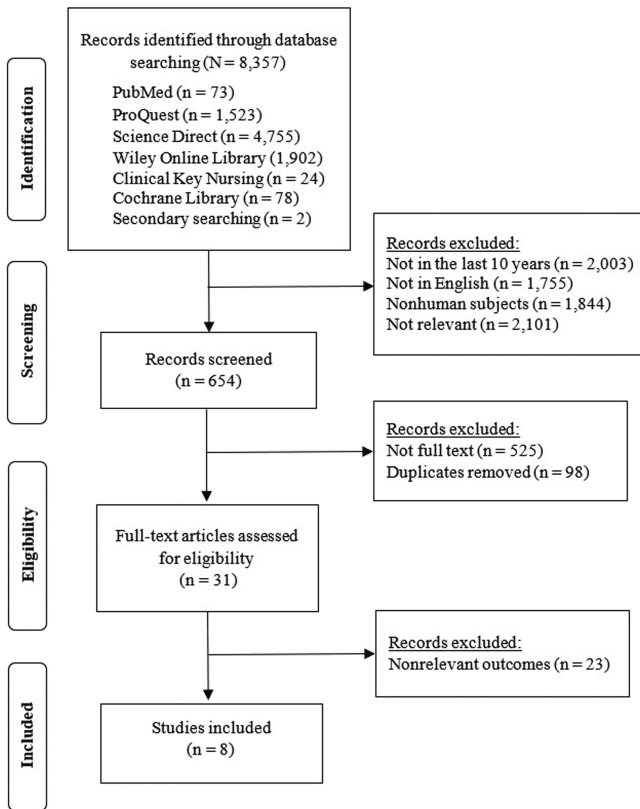 Identification
Records identified through database
searching (N = 8,357)
PubMed (n = 73)
ProQuest (n = 1,523)
Science Direct (n = 4,755)
Wiley Online Library (1,902)
Clinical Key Nursing (n = 24)
Cochrane Library (n = 78)
Secondary searching (n = 2)
Records excluded:
Not in the last 10 years (n = 2,003)
Not in English (n = 1,755)
Nonhuman subjects (n = 1,844)
Not relevant (n = 2,101)
Screening
Records screened
(n = 654)
Records excluded:
Not full text (n = 525)
Duplicates removed (n = 98)
Eligibility
Full-text articles assessed
for eligibility
(n = 31)
Records excluded:
Nonrelevant outcomes (n = 23)
Included
Studies included
(n = 8)